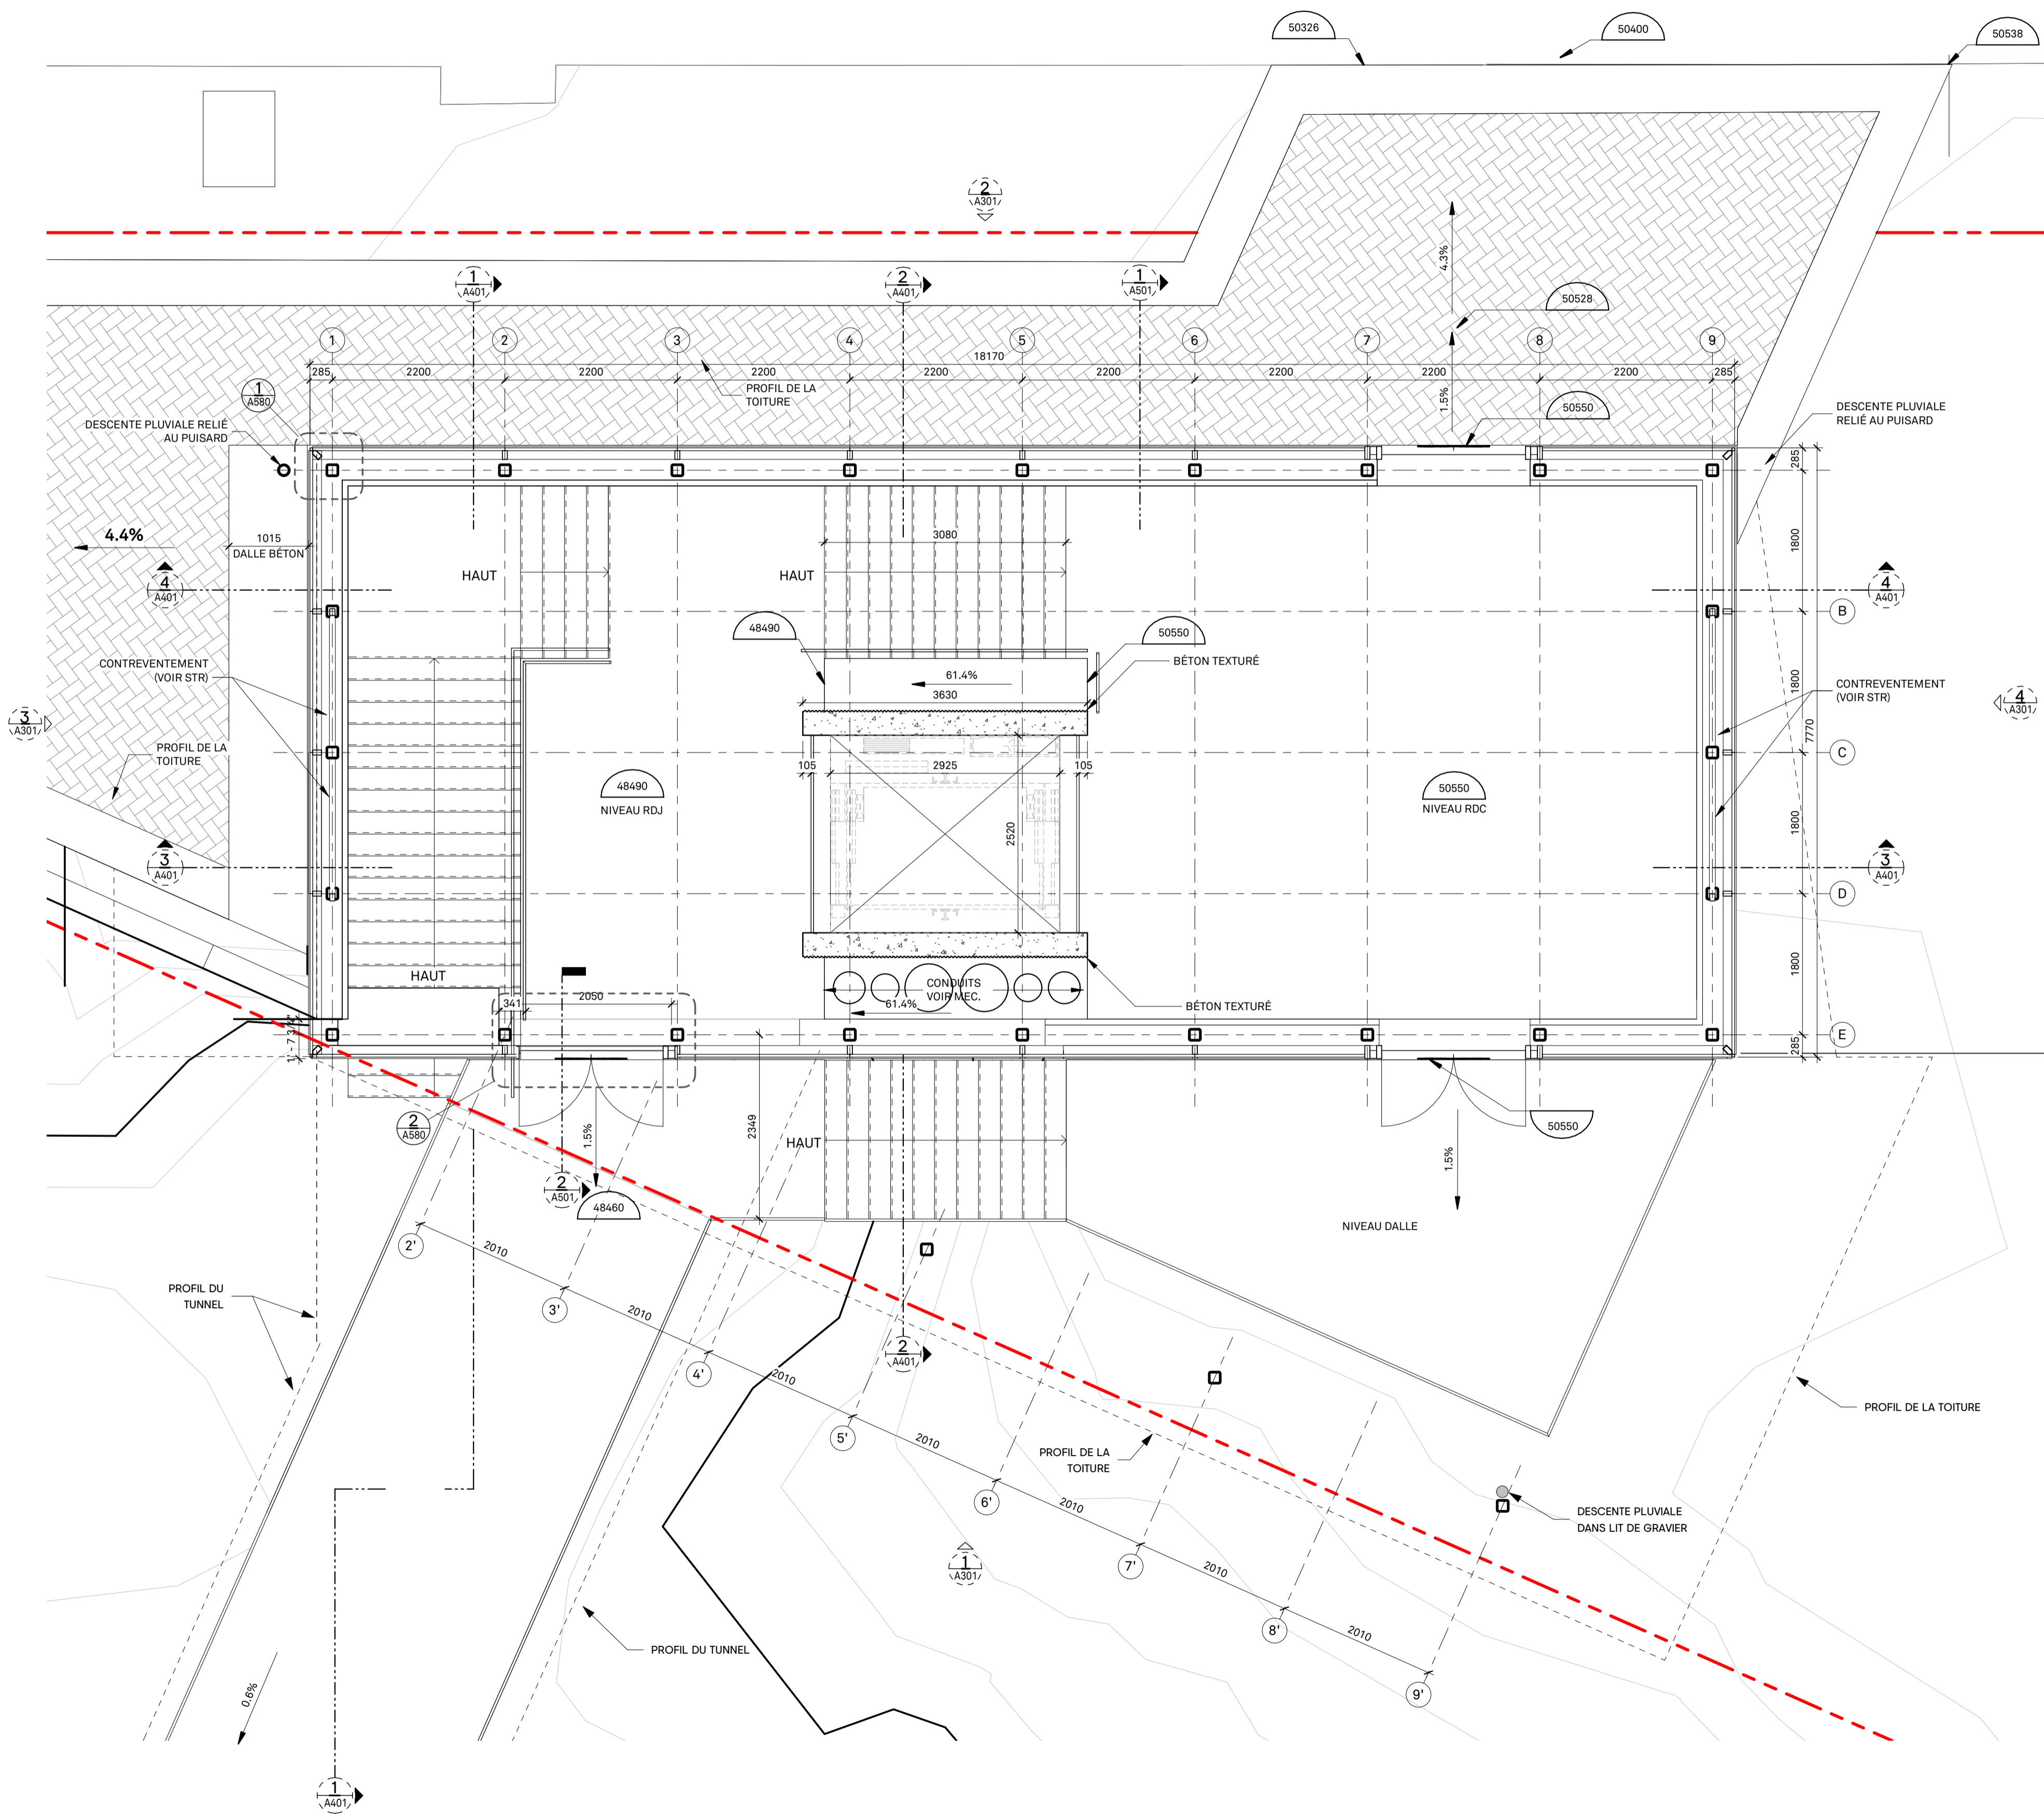 50326
50400
50538
2
A301
1
A401
2
A401
1
A501
4.3%
50528
1
2
3
4
5
6
7
8
9
18170
285
2200
2200
2200
2200
2200
2200
2200
2200
285
PROFIL DE LA
TOITURE
1
A580
1.5%
50550
DESCENTE PLUVIALE RELIÉ
AU PUISARD
DESCENTE PLUVIALE
RELIÉ AU PUISARD
285
4.4%
1015
DALLE BÉTON
3080
1800
HAUT
HAUT
4
A401
4
A401
B
48490
50550
CONTREVENTEMENT
(VOIR STR)
BÉTON TEXTURÉ
61.4%
3630
1800
CONTREVENTEMENT
(VOIR STR)
3
A301
4
A301
7770
PROFIL DE LA
TOITURE
C
105
2925
105
48490
NIVEAU RDJ
50550
NIVEAU RDC
2520
1800
3
A401
3
A401
D
HAUT
1800
341
2050
CONDUITS
VOIR MEC.
61.4%
BÉTON TEXTURÉ
E
285
2
A580
1.5%
2349
HAUT
50550
1.5%
2
A501
48460
NIVEAU DALLE
2'
2010
PROFIL DU
TUNNEL
3'
2010
2
A401
4'
2010
PROFIL DE LA TOITURE
5'
2010
PROFIL DE LA
TOITURE
6'
2010
DESCENTE PLUVIALE
DANS LIT DE GRAVIER
1
A301
7'
2010
8'
2010
PROFIL DU TUNNEL
9'
0.6%
1
A401